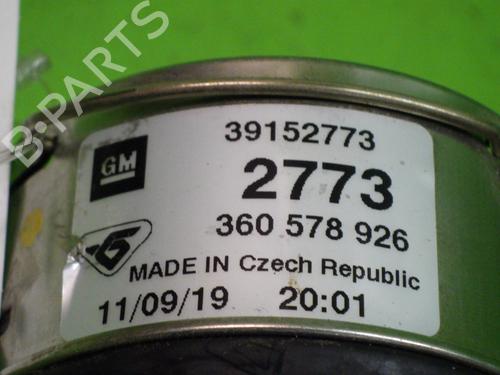 B-PARTS
39152773
GM
2773
360 578 926
MADE IN Czech Republic
11/09/19 20:01